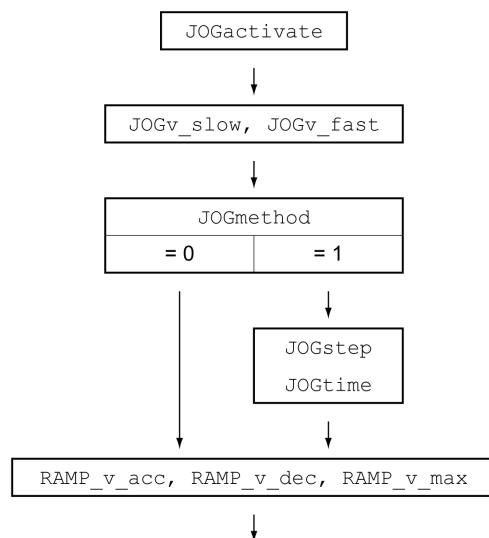 JOGactivate
JOGv_slow, JOGv_fast
JOGmethod
= 0 = 1
JOGstep
JOGtime
RAMP_v_acc, RAMP_v_dec, RAMP_v_max